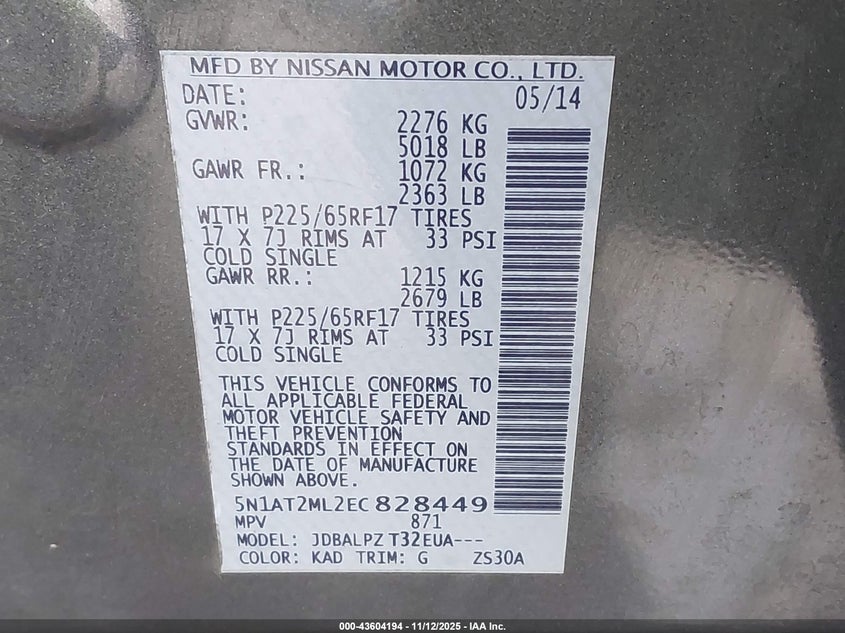 MFD BY NISSAN MOTOR CO., LTD.
DATE: 05/14
GVWR: 2276 KG
5018 LB
GAWR FR.: 1072 KG
2363 LB
WITH P225/65RF17 TIRES
17 X 7J RIMS AT 33 PSI
COLD SINGLE
GAWR RR.: 1215 KG
2679 LB
WITH P225/65RF17 TIRES
17 X 7J RIMS AT 33 PSI
COLD SINGLE
THIS VEHICLE CONFORMS TO
ALL APPLICABLE FEDERAL
MOTOR VEHICLE SAFETY AND
THEFT PREVENTION
STANDARDS IN EFFECT ON
THE DATE OF MANUFACTURE
SHOWN ABOVE.
5N1AT2ML2EC828449
MPV 871
MODEL: JDBALPZ T32EUA---
COLOR: KAD TRIM: G ZS30A
000-43604194 - 11/12/2025 - IAA Inc.